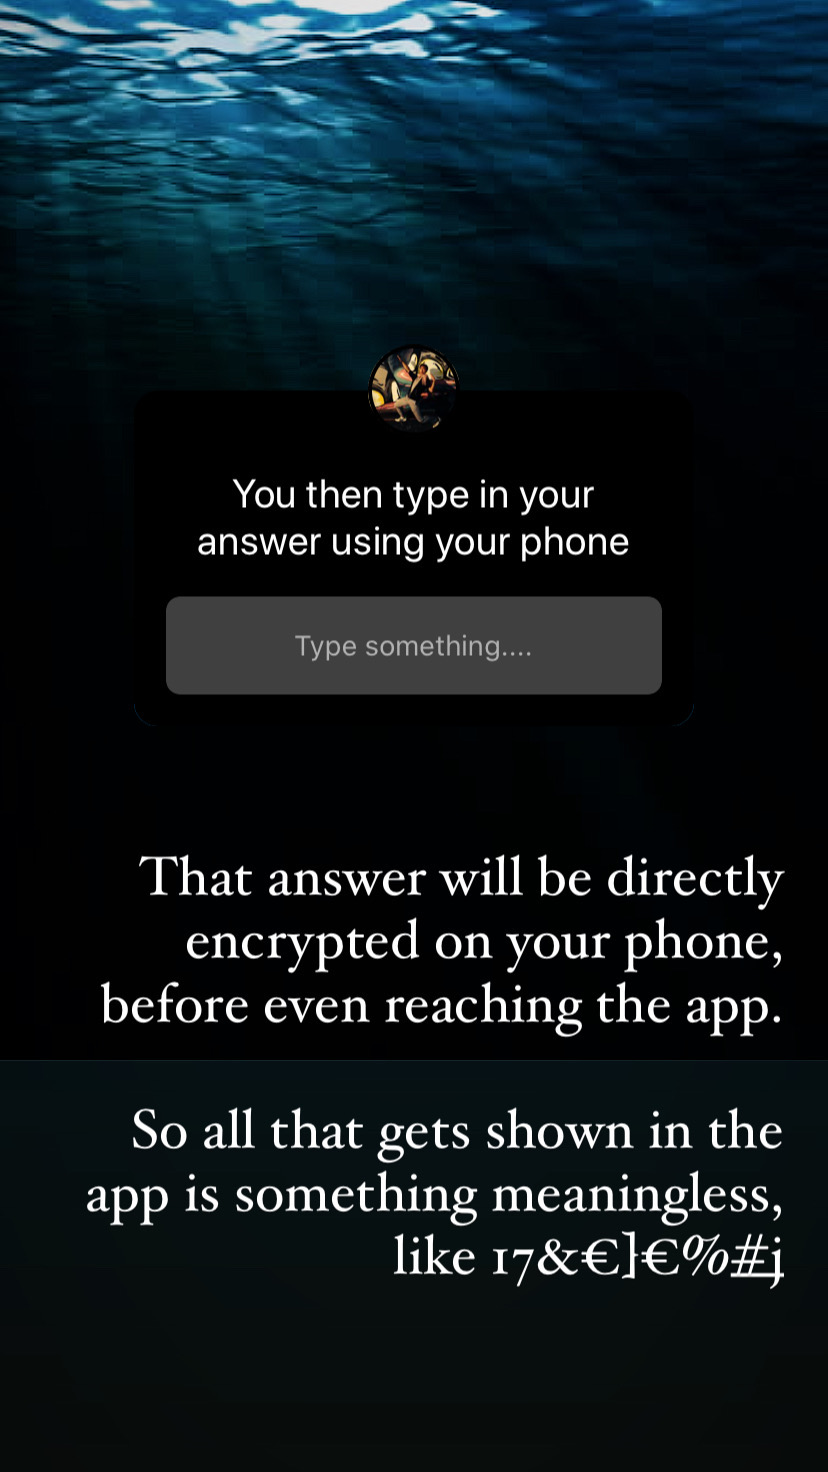 You then type in your
answer using your phone
Type something....
That answer will be directly
encrypted on your phone,
before even reaching the app.
So all that gets shown in the
app is something meaningless,
like 17&€}€%#j